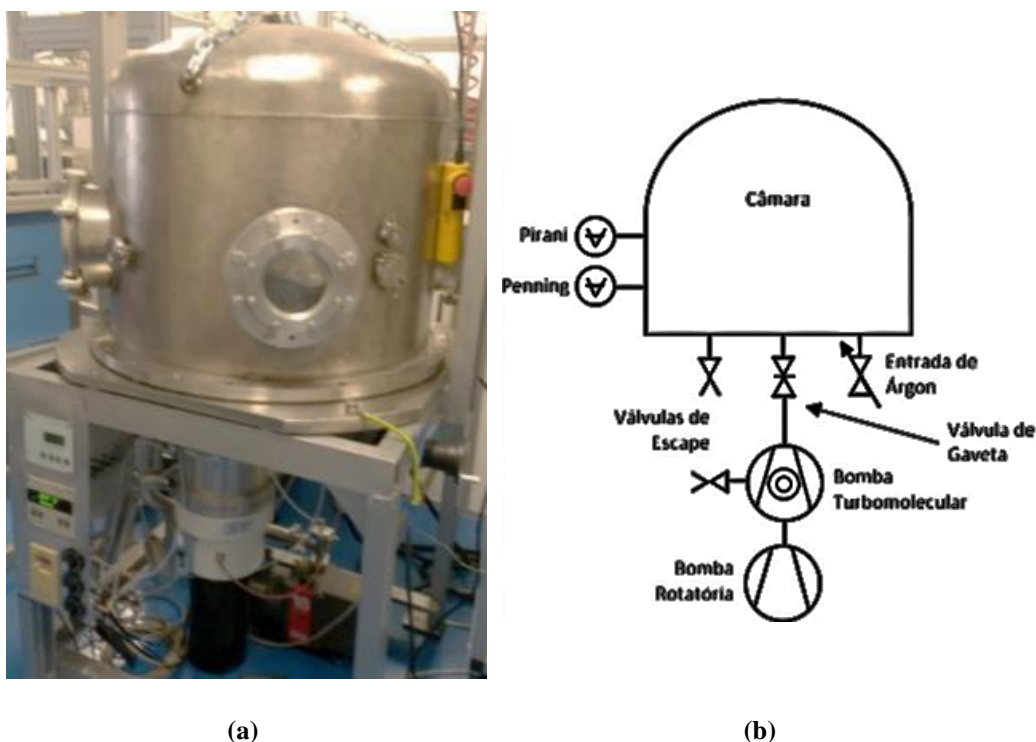 Câmara
Pirani
Penning
Entrada de
Árgon
Válvulas de
Escape
Válvula de
Gaveta
Bomba
Turbomolecular
Bomba
Rotatória
(a)
(b)